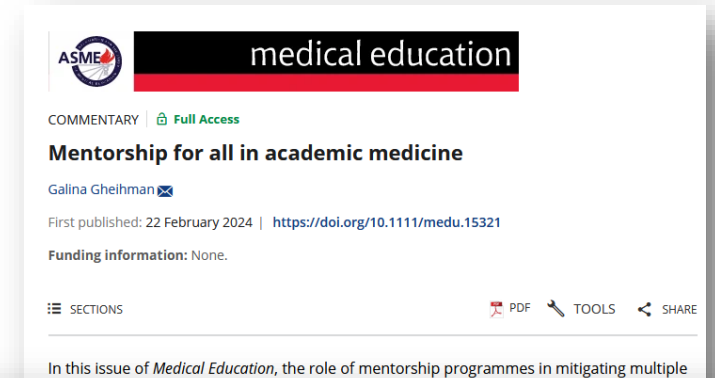 ASME
medical education
COMMENTARY Full Access
Mentorship for all in academic medicine
Galina Gheihman
First published: 22 February 2024 | https://doi.org/10.1111/medu.15321
Funding information: None.
SECTIONS PDF TOOLS SHARE
In this issue of Medical Education, the role of mentorship programmes in mitigating multiple